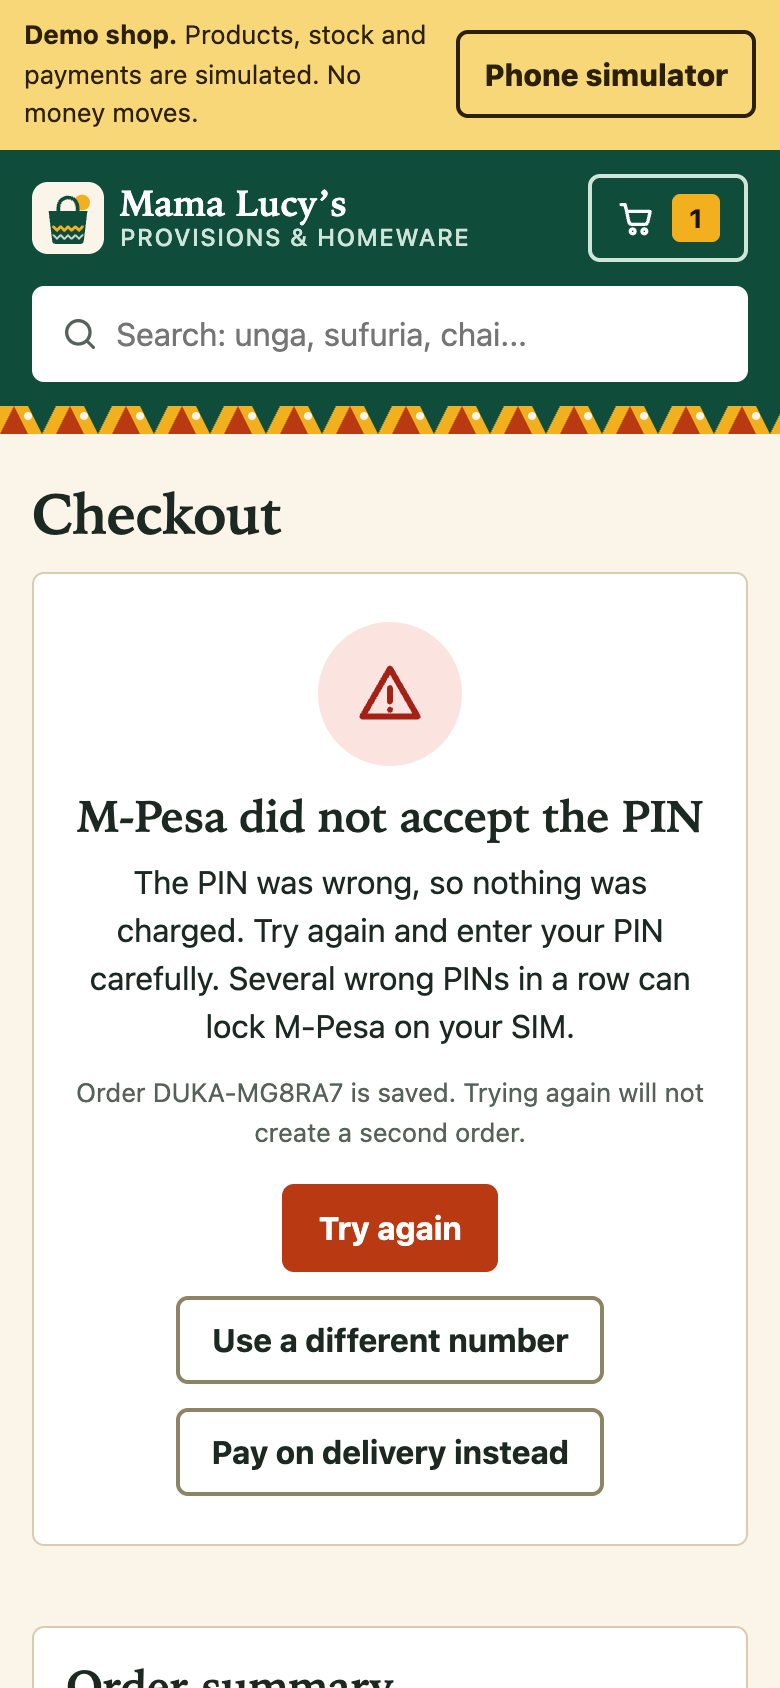 Demo shop. Products, stock and
payments are simulated. No
money moves.
Phone simulator
Mama Lucy's
PROVISIONS & HOMEWARE
1
Search: unga, sufuria, chai...
Checkout
M-Pesa did not accept the PIN
The PIN was wrong, so nothing was
charged. Try again and enter your PIN
carefully. Several wrong PINs in a row can
lock M-Pesa on your SIM.
Order DUKA-MG8RA7 is saved. Trying again will not
create a second order.
Try again
Use a different number
Pay on delivery instead
Order summary